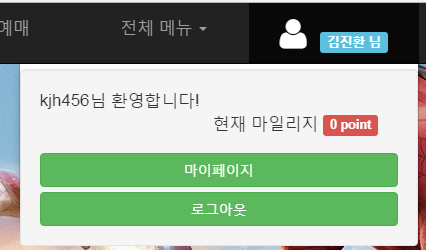 예매 전체 메뉴 김진환 님
kjh456님 환영합니다!
현재 마일리지 0 point
마이페이지
로그아웃